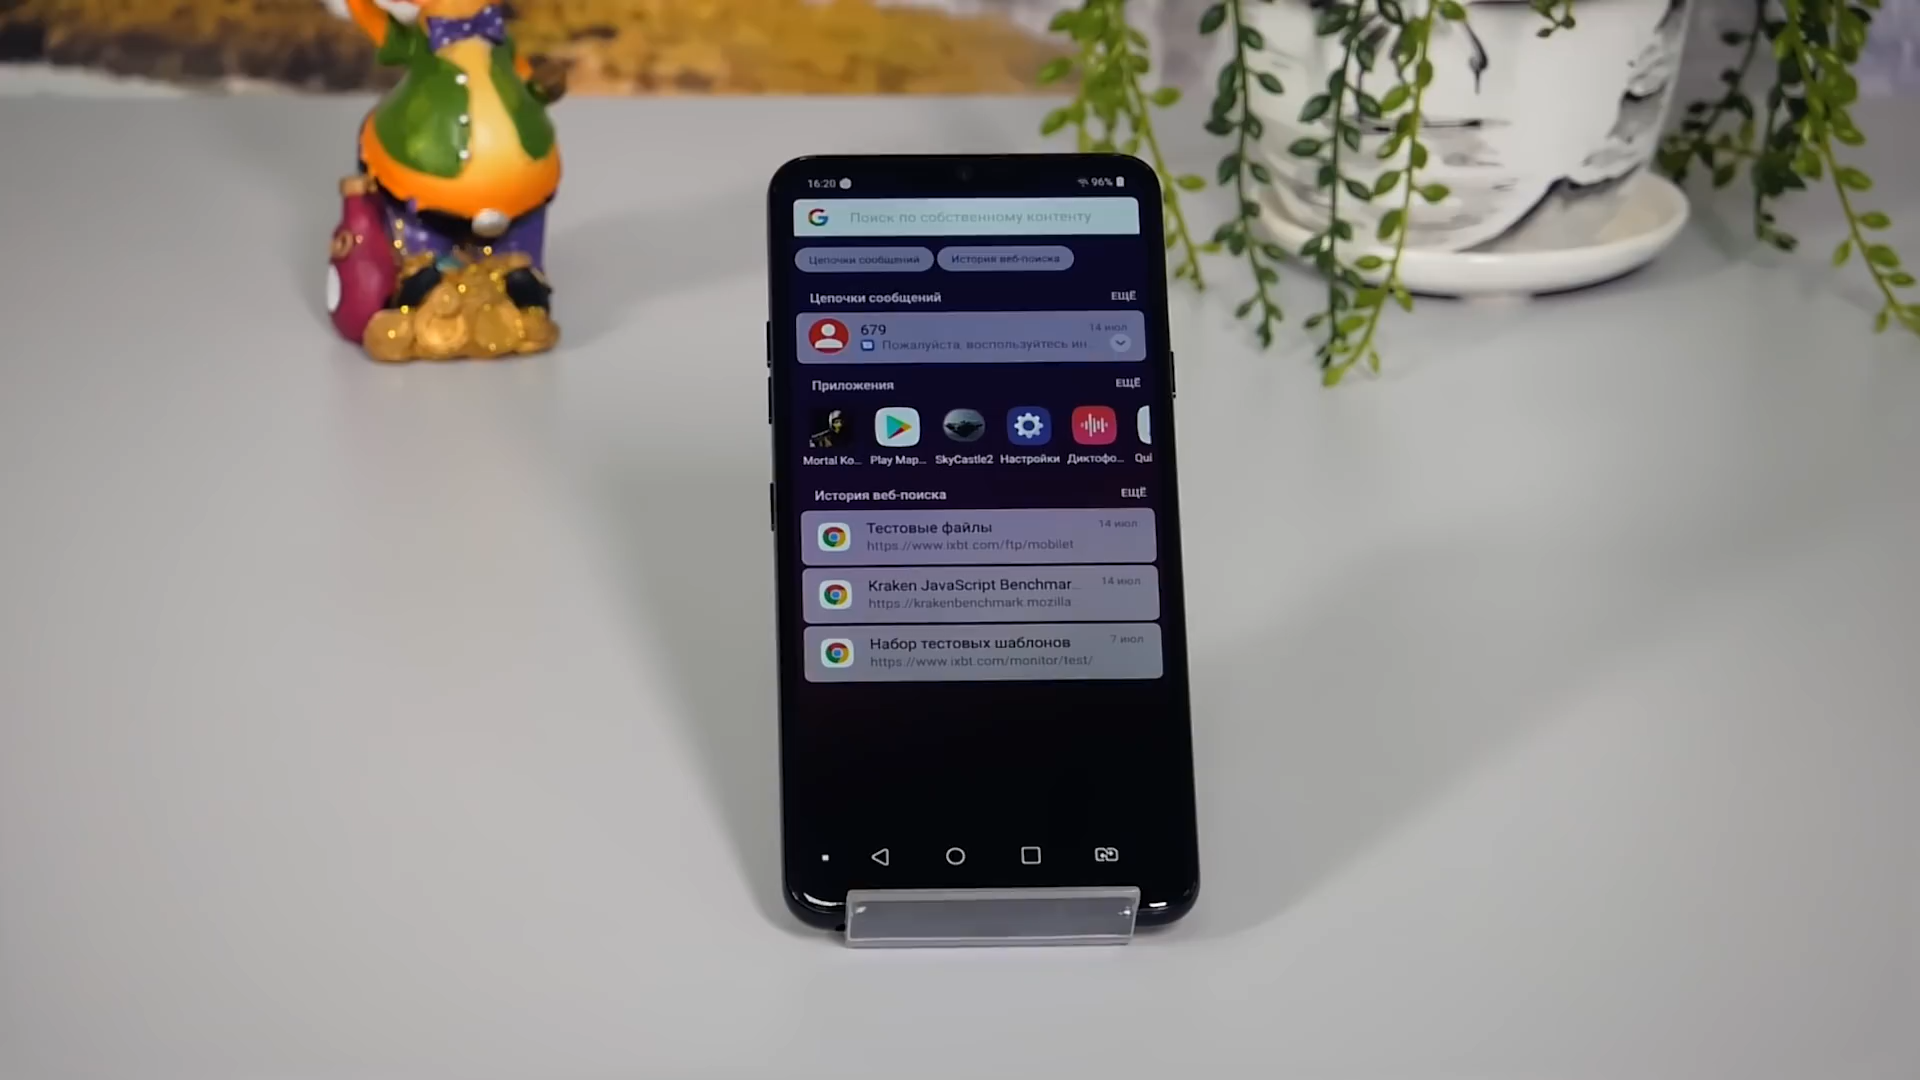 16:20 96%
Поиск по собственному контенту
Цепочки сообщений История веб-поиска
Цепочки сообщений ЕЩЁ
679 14 июл.
Пожалуйста, воспользуйтесь ин...
Приложения ЕЩЁ
Mortal Ko... Play Мар... SkyCastle2 Настройки Диктофо... Qui
История веб-поиска ЕЩЁ
Тестовые файлы 14 июл.
https://www.ixbt.com/ftp/mobilet
Kraken JavaScript Benchmar... 14 июл.
https://krakenbenchmark.mozilla
Набор тестовых шаблонов 7 июл.
https://www.ixbt.com/monitor/test/